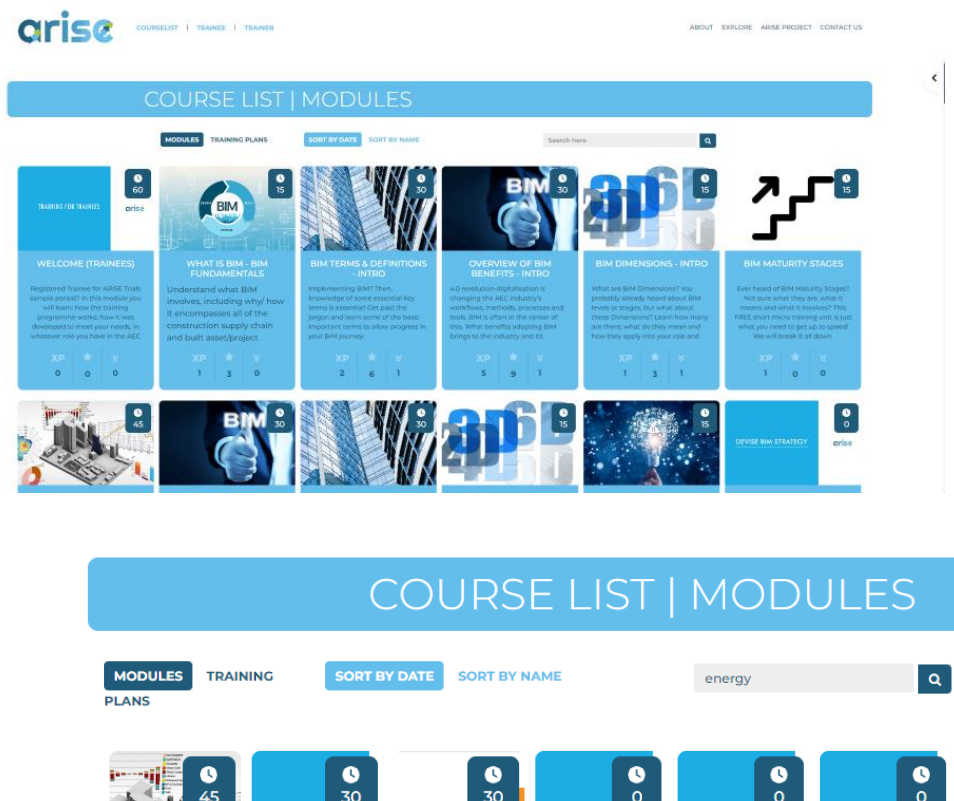 arise
COURSELIST | TRAINEE | TRAINER
ABOUT EXPLORE ARISE PROJECT CONTACT US
COURSE LIST | MODULES
MODULES TRAINING PLANS SORT BY DATE SORT BY NAME Search here
60
TRAINING FOR TRAINEES
arise
WELCOME (TRAINEES)
Registered Trainee for ARISE Trials
sample period? In this module you
will learn: how the training
programme works; how it was
developed to meet your needs, in
whatever role you have in the AEC
XP
0 0 0
15
BIM
WHAT IS BIM - BIM
FUNDAMENTALS
Understand what BIM
involves, including why/ how
it encompasses all of the
construction supply chain
and built asset/project
XP
1 3 0
30
BIM TERMS & DEFINITIONS
- INTRO
Implementing BIM? Then,
knowledge of some essential key
terms is essential! Get past the
jargon and learn some of the basic
important terms to allow progress in
your BIM journey
XP
2 6 1
30
BIM
OVERVIEW OF BIM
BENEFITS - INTRO
4.0 revolution-digitalisation is
changing the AEC industry's
workflows, methods, processes and
tools. BIM is often in the center of
this. What benefits adopting BIM
brings to the industry and its
XP
5 9 1
15
3D 6D
4D 5D
BIM DIMENSIONS - INTRO
What are BIM Dimensions? You
probably already heard about BIM
levels or stages, but what about
these Dimensions? Learn how many
are there; what do they mean and
how they apply into your role and
XP
1 3 1
15
BIM MATURITY STAGES
Ever heard of BIM Maturity Stages?
Not sure what they are, what it
means and what it involves? This
FREE short micro training unit is just
what you need to get up to speed!
We will break it all down.
XP
1 0 0
45
BIM 30
30
3D 6D 15
4D 5D
15
0
DEVISE BIM STRATEGY
arise
COURSE LIST | MODULES
MODULES TRAINING
PLANS
SORT BY DATE SORT BY NAME
energy
45 30 30 0 0 0